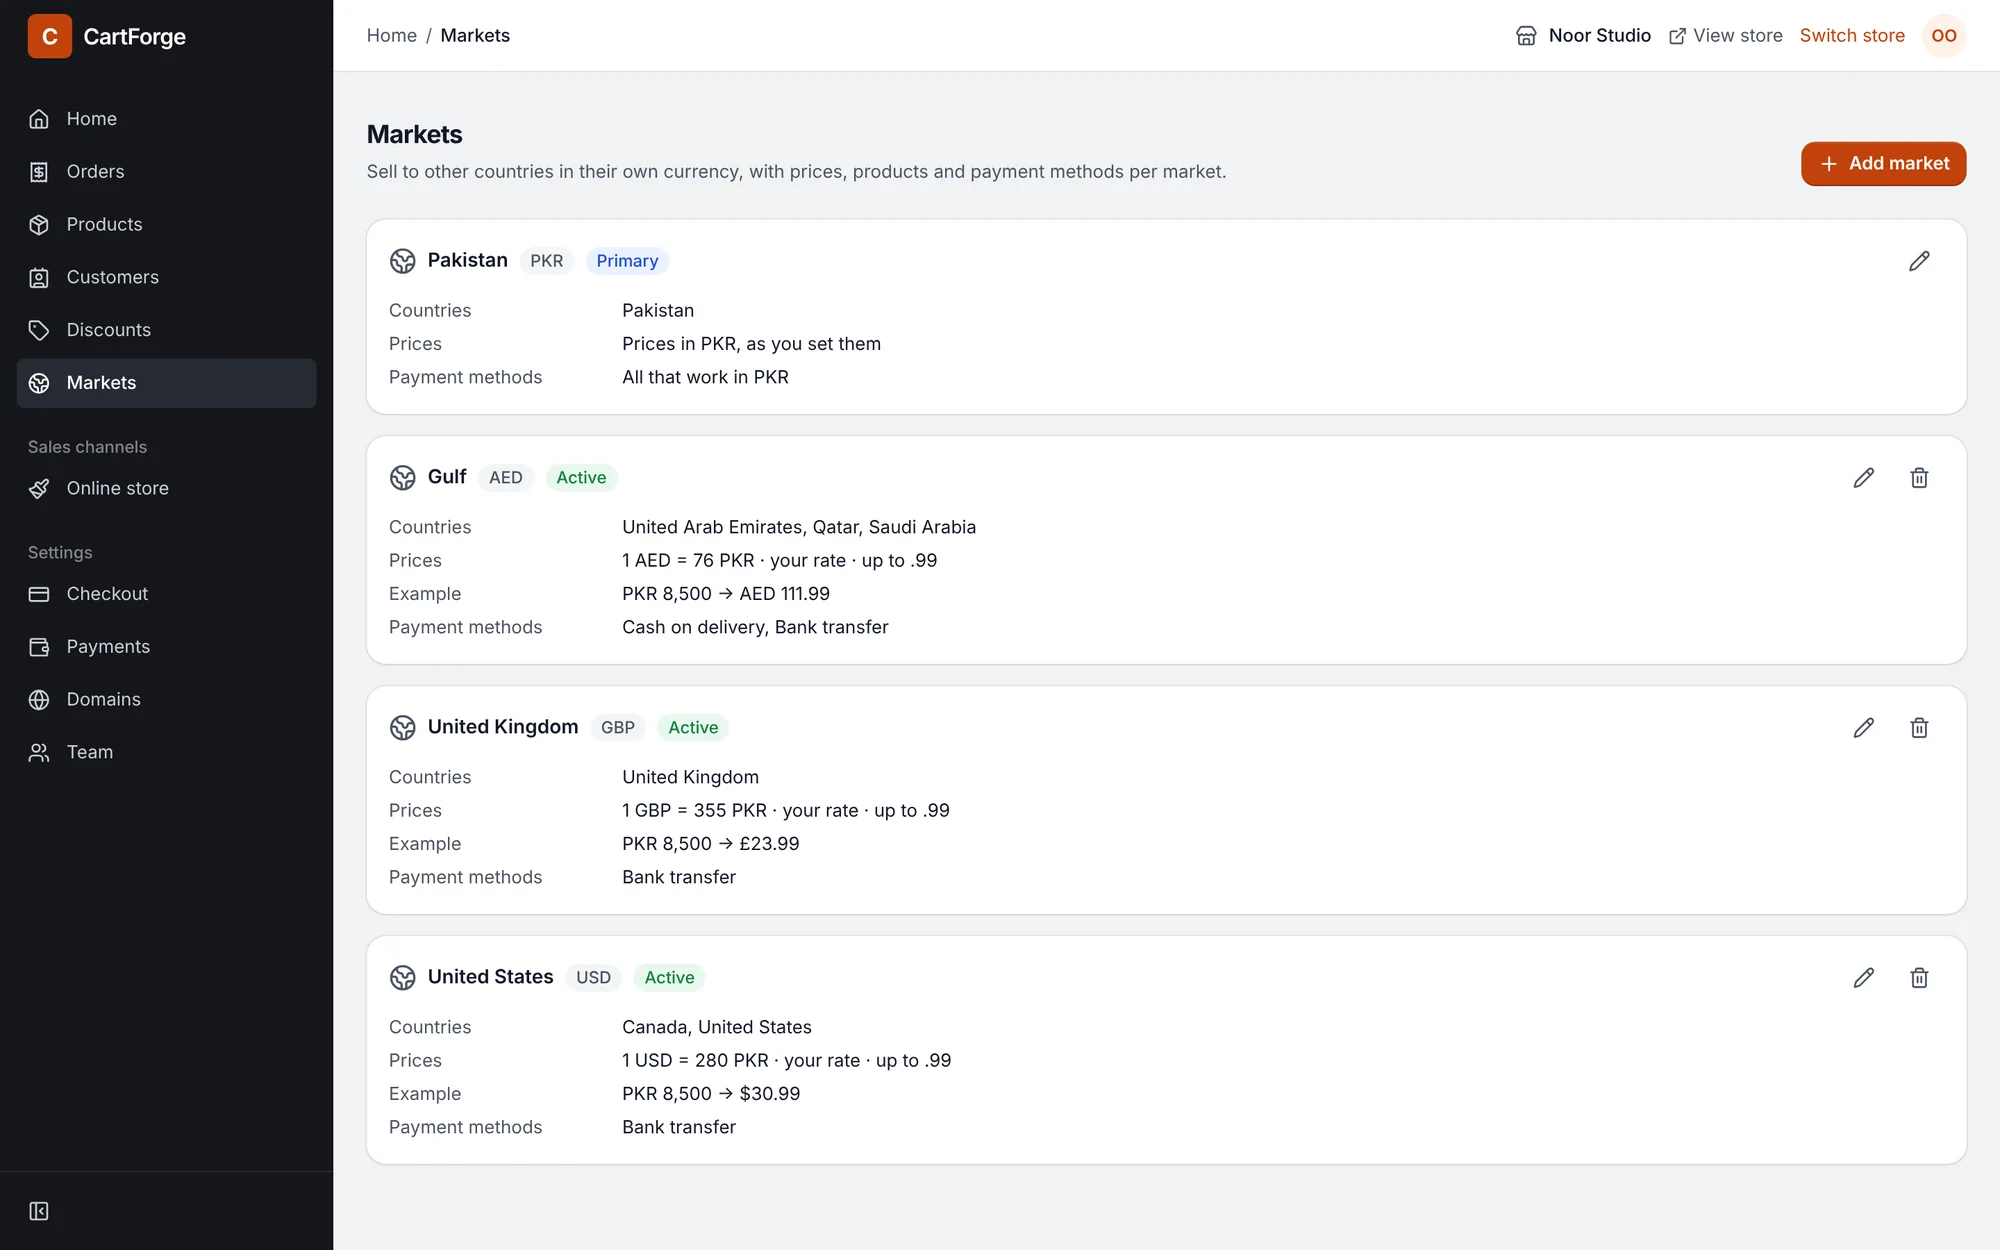 C CartForge
Home
Orders
Products
Customers
Discounts
Markets
Sales channels
Online store
Settings
Checkout
Payments
Domains
Team
Home / Markets
Noor Studio View store Switch store OO
Markets
Sell to other countries in their own currency, with prices, products and payment methods per market.
+ Add market
Pakistan PKR Primary
Countries Pakistan
Prices Prices in PKR, as you set them
Payment methods All that work in PKR
Gulf AED Active
Countries United Arab Emirates, Qatar, Saudi Arabia
Prices 1 AED = 76 PKR · your rate · up to .99
Example PKR 8,500 → AED 111.99
Payment methods Cash on delivery, Bank transfer
United Kingdom GBP Active
Countries United Kingdom
Prices 1 GBP = 355 PKR · your rate · up to .99
Example PKR 8,500 → £23.99
Payment methods Bank transfer
United States USD Active
Countries Canada, United States
Prices 1 USD = 280 PKR · your rate · up to .99
Example PKR 8,500 → $30.99
Payment methods Bank transfer